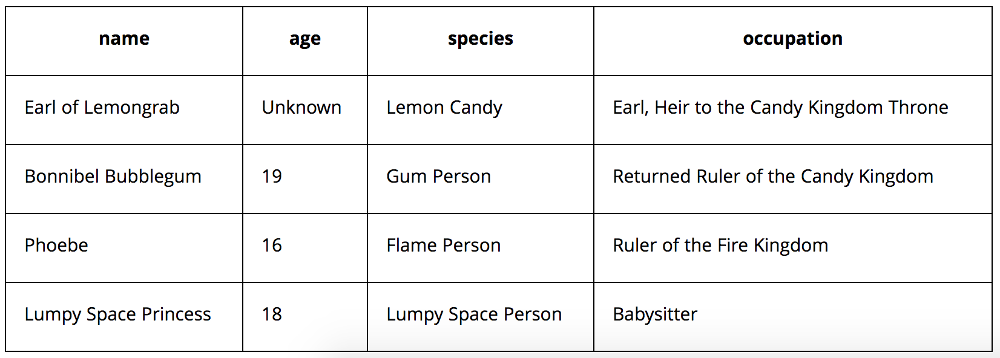 name age species occupation
Earl of Lemongrab Unknown Lemon Candy Earl, Heir to the Candy Kingdom Throne
Bonnibel Bubblegum 19 Gum Person Returned Ruler of the Candy Kingdom
Phoebe 16 Flame Person Ruler of the Fire Kingdom
Lumpy Space Princess 18 Lumpy Space Person Babysitter